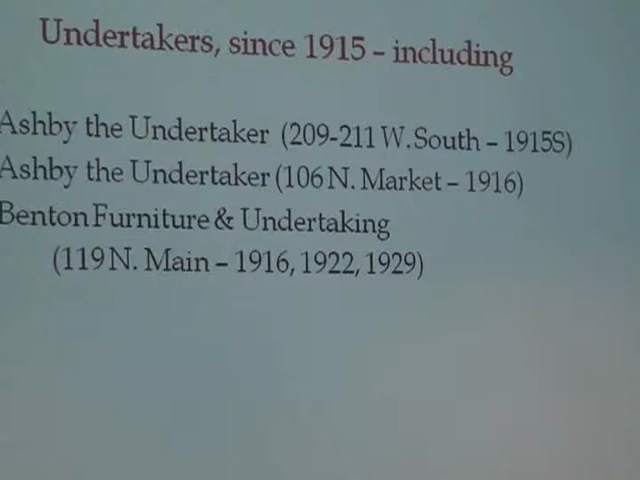 Undertakers, since 1915 – including
Ashby the Undertaker (209-211 W. South – 1915S)
Ashby the Undertaker (106 N. Market – 1916)
Benton Furniture & Undertaking
(119 N. Main – 1916, 1922, 1929)